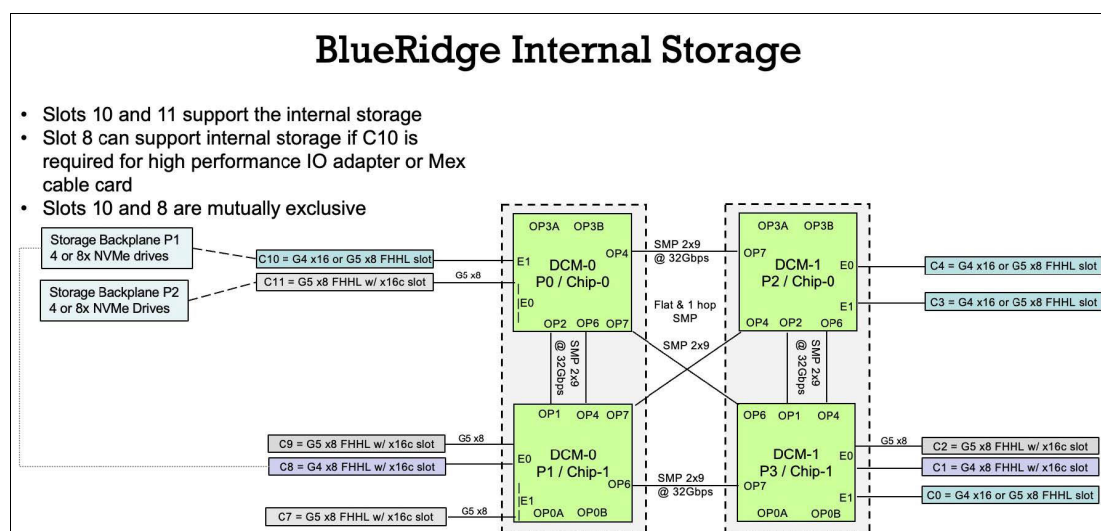 BlueRidge Internal Storage
• Slots 10 and 11 support the internal storage
• Slot 8 can support internal storage if C10 is
required for high performance IO adapter or Mex
cable card
• Slots 10 and 8 are mutually exclusive
Storage Backplane P1
4 or 8x NVMe drives
Storage Backplane P2
4 or 8x NVMe Drives
C10 = G4 x16 or G5 x8 FHHL slot
C11 = G5 x8 FHHL w/ x16c slot
G5 x8
OP3A OP3B
E1
OP4
DCM-0
P0 / Chip-0
E0
OP2 OP6 OP7
SMP 2x9
@ 32Gbps
OP3A OP3B
OP7
E0
DCM-1
P2 / Chip-0
E1
OP4 OP2 OP6
C4 = G4 x16 or G5 x8 FHHL slot
C3 = G4 x16 or G5 x8 FHHL slot
Flat & 1 hop
SMP
SMP 2x9
SMP 2x9
@ 32Gbps
SMP 2x9
@ 32Gbps
OP1 OP4 OP7
DCM-0
P1 / Chip-1
E0
OP6
E1
OP0A OP0B
C9 = G5 x8 FHHL w/ x16c slot
G5 x8
C8 = G4 x8 FHHL w/ x16c slot
C7 = G5 x8 FHHL w/ x16c slot
G5 x8
SMP 2x9
@ 32Gbps
OP6 OP1 OP4
DCM-1
P3 / Chip-1
E0
OP7
E1
OP0A OP0B
G5 x8
C2 = G5 x8 FHHL w/ x16c slot
C1 = G4 x8 FHHL w/ x16c slot
C0 = G4 x16 or G5 x8 FHHL slot